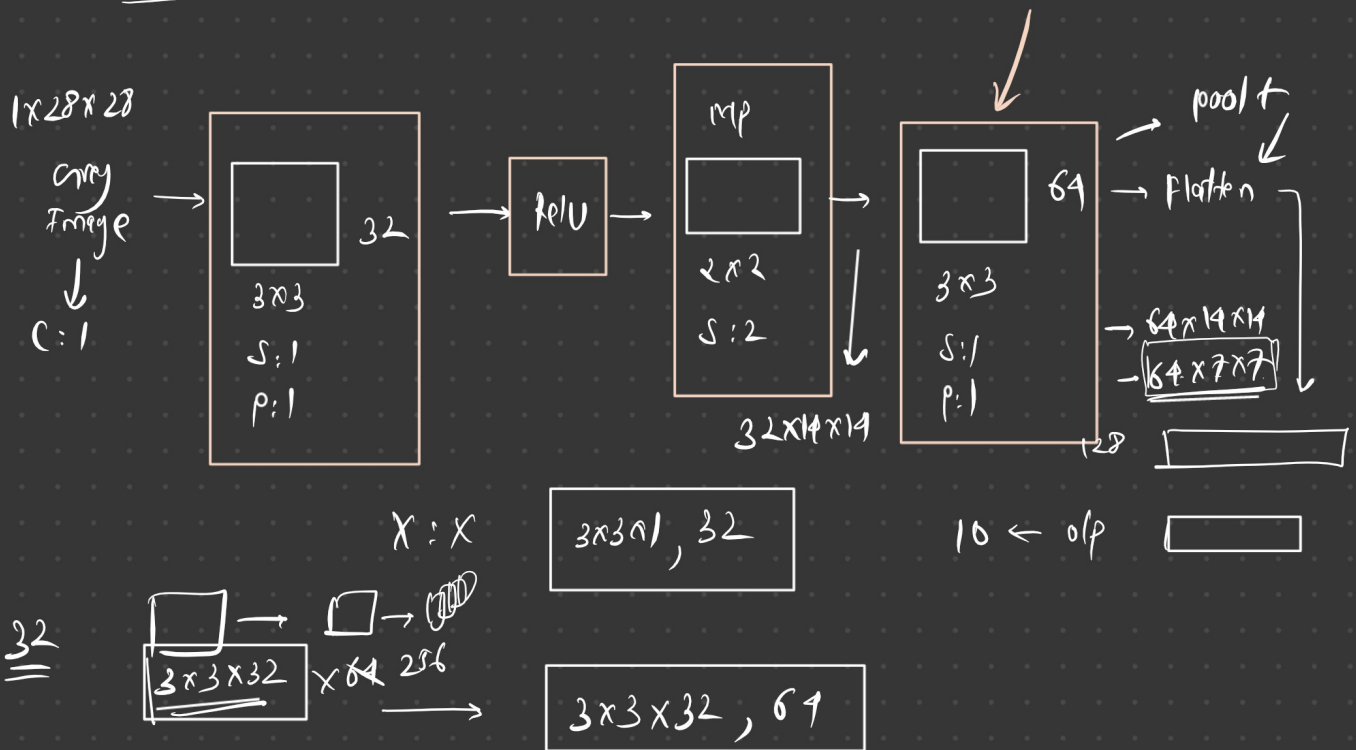 1x28x28
Grey
Image
C:1
32
3x3
S:1
P:1
Relu
MP
2x2
S:2
32x14x14
64
3x3
S:1
P:1
pool +
Flatten
64x14x14
64x7x7
128
10 ← o/p
X : X
3x3x1, 32
32
3x3x32 x 64 256
3x3x32, 64